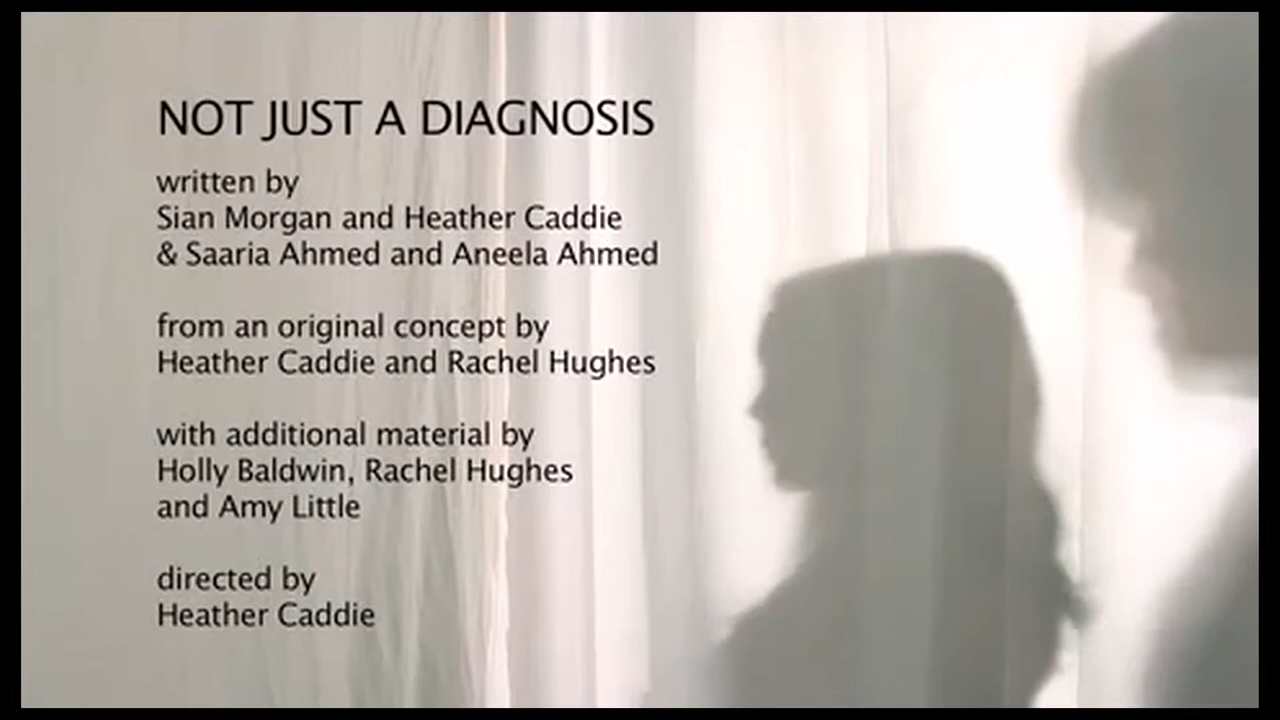 NOT JUST A DIAGNOSIS
written by
Sian Morgan and Heather Caddie
& Saaria Ahmed and Aneela Ahmed
from an original concept by
Heather Caddie and Rachel Hughes
with additional material by
Holly Baldwin, Rachel Hughes
and Amy Little
directed by
Heather Caddie